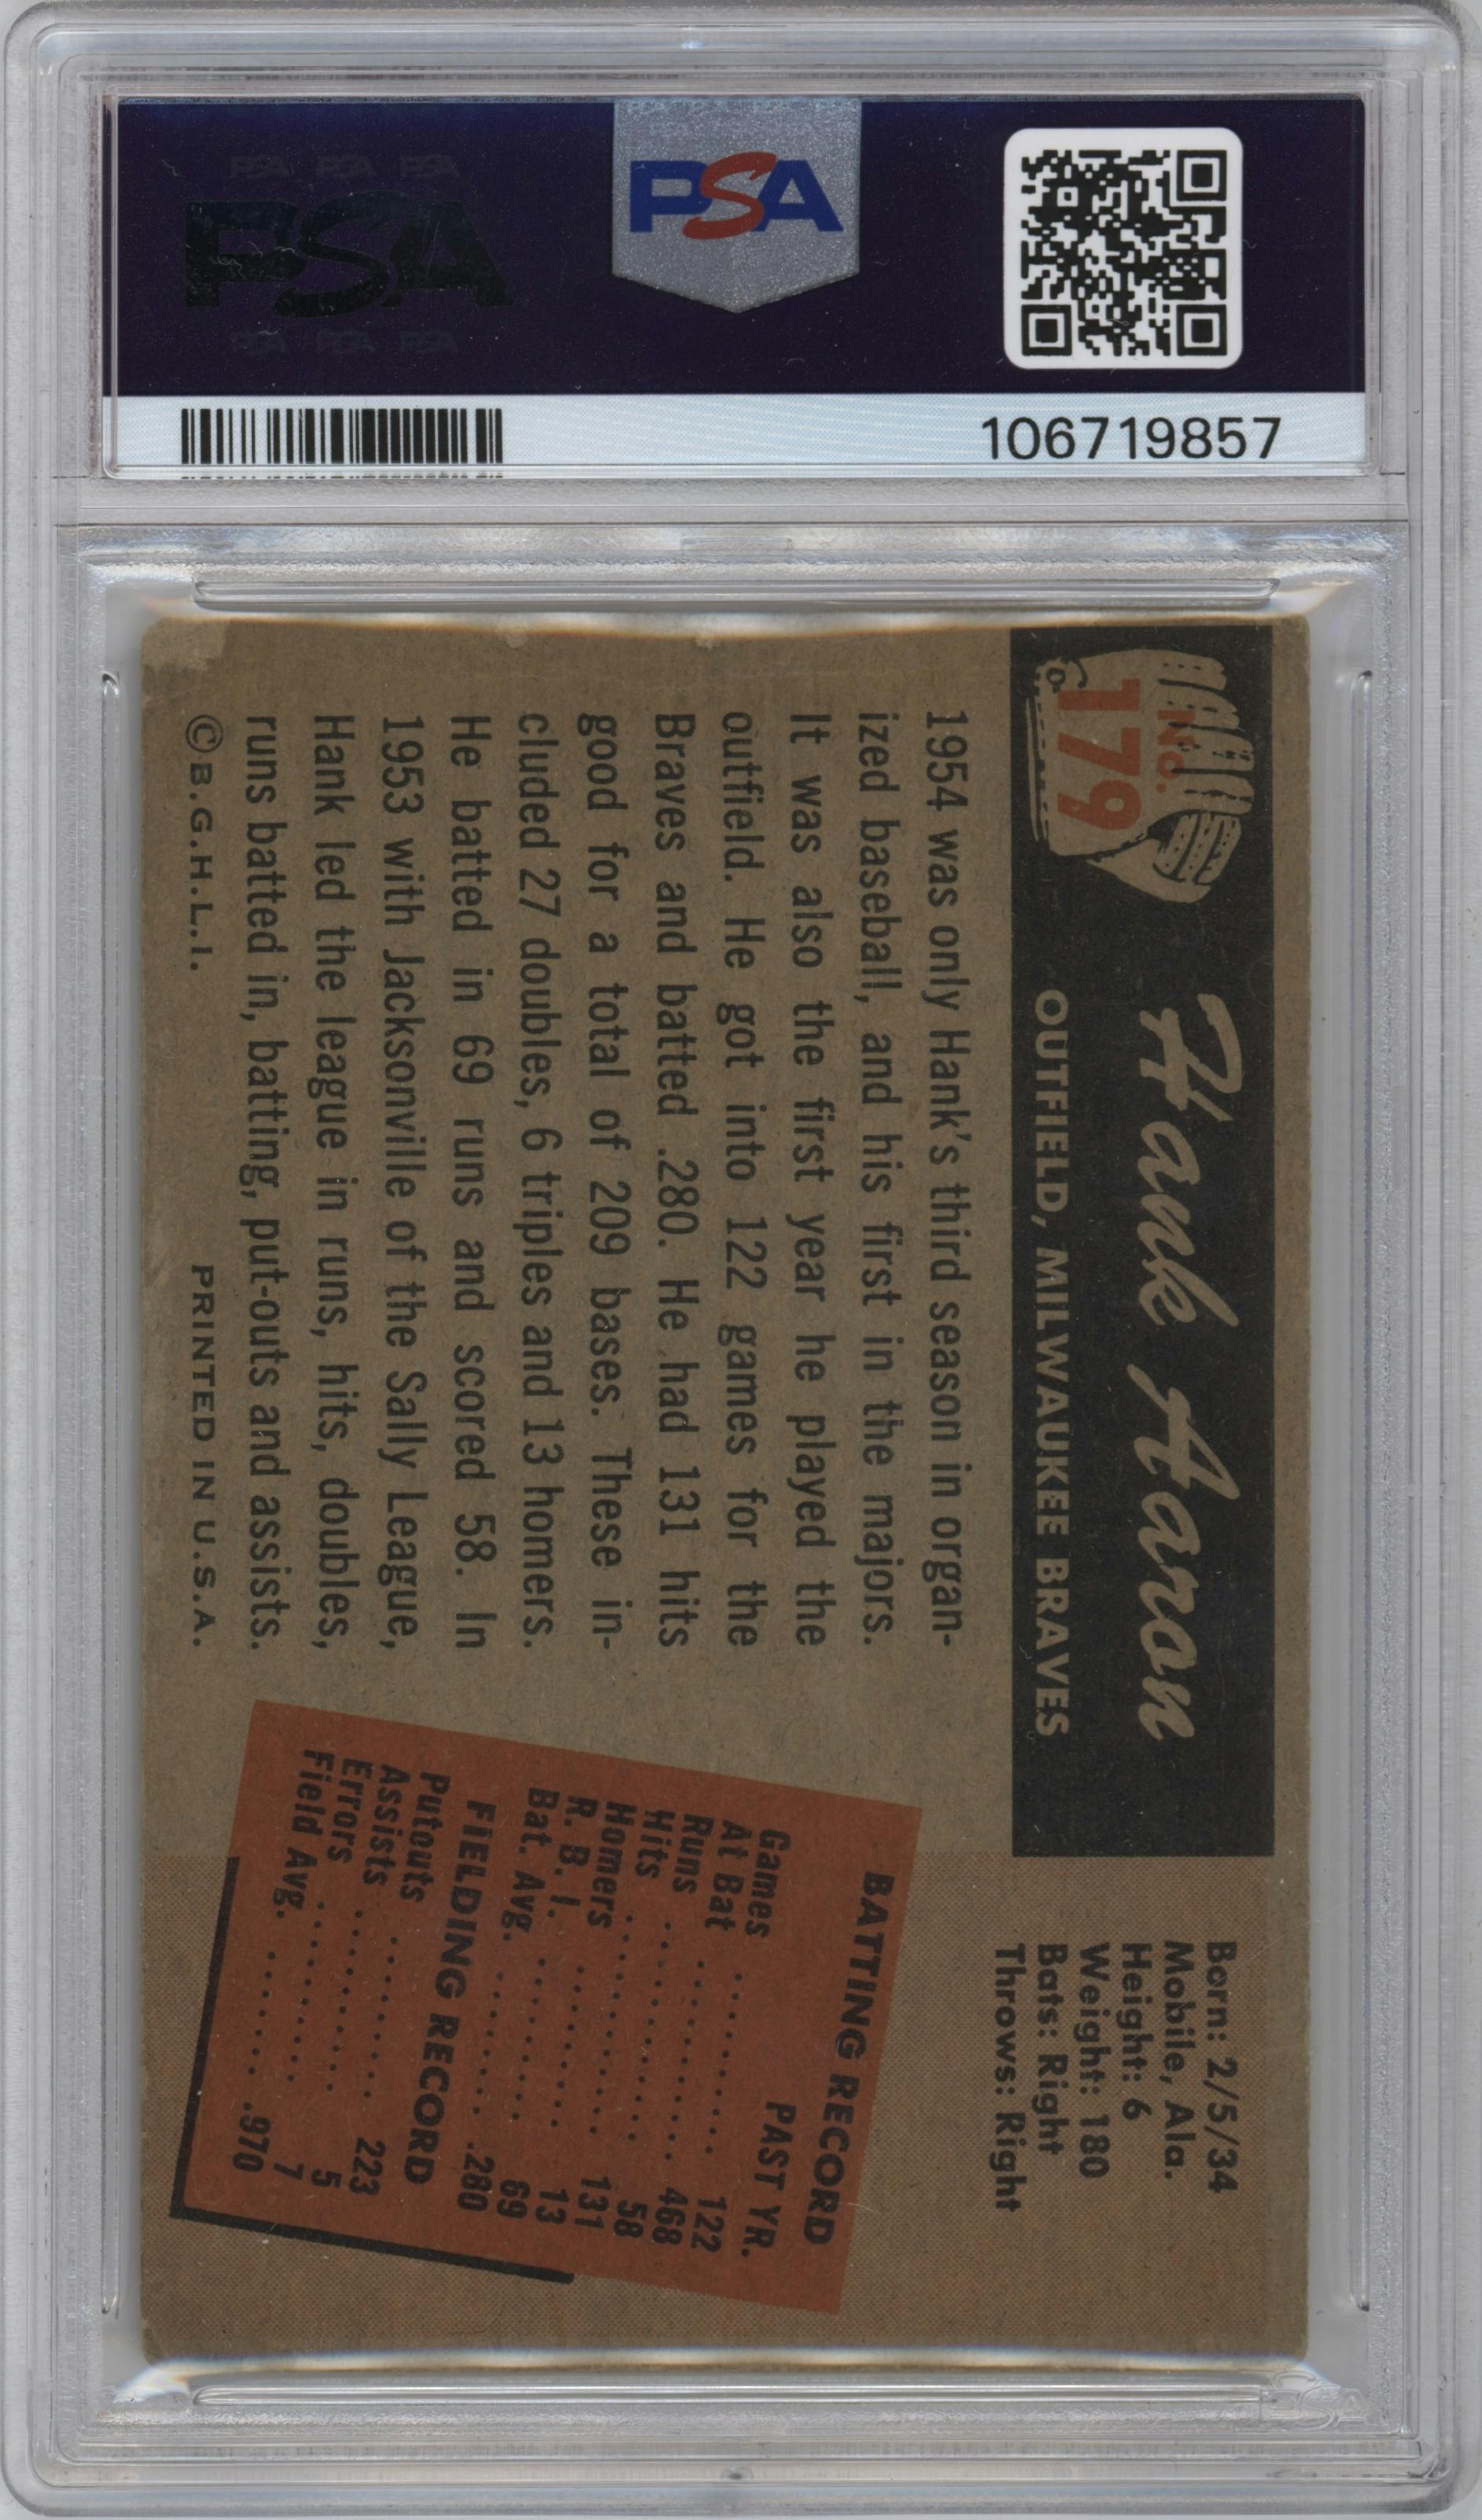 PSA PSA PSA
PSA
PSA PSA PSA
PSA
106719857
No.
179
Hank Aaron
OUTFIELD, MILWAUKEE BRAVES
Born: 2/5/34
Mobile, Ala.
Height: 6
Weight: 180
Bats: Right
Throws: Right
1954 was only Hank's third season in organ-
ized baseball, and his first in the majors.
It was also the first year he played the
outfield. He got into 122 games for the
Braves and batted .280. He had 131 hits
good for a total of 209 bases. These in-
cluded 27 doubles, 6 triples and 13 homers.
He batted in 69 runs and scored 58. In
1953 with Jacksonville of the Sally League,
Hank led the league in runs, hits, doubles,
runs batted in, batting, put-outs and assists.
©B.G.H.L.I. PRINTED IN U.S.A.
BATTING RECORD
PAST YR.
Games 122
At Bat 468
Runs 58
Hits 131
Homers 13
R. B. I. 69
Bat. Avg. .280
FIELDING RECORD
Putouts 223
Assists 5
Errors 7
Field Avg. .970